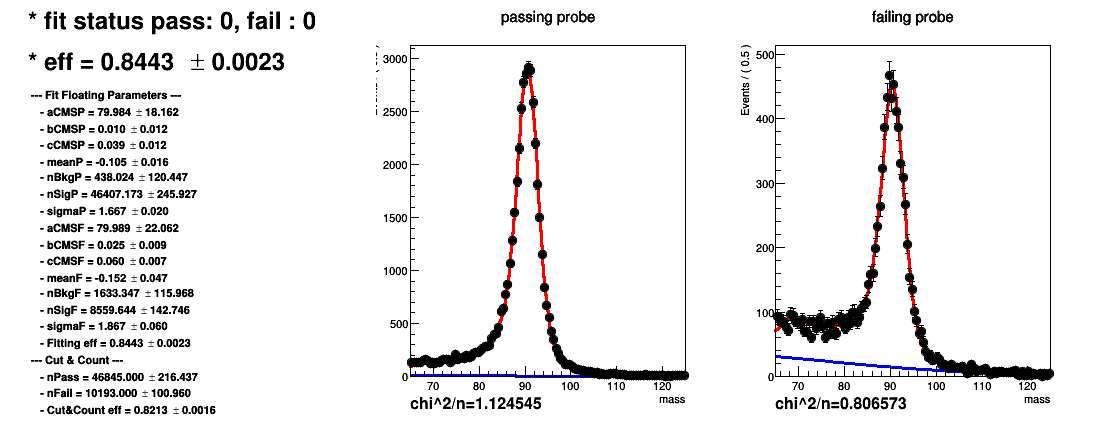 * fit status pass: 0, fail : 0
* eff = 0.8443 ± 0.0023
--- Fit Floating Parameters ---
- aCMSP = 79.984 ± 18.162
- bCMSP = 0.010 ± 0.012
- cCMSP = 0.039 ± 0.012
- meanP = -0.105 ± 0.016
- nBkgP = 438.024 ± 120.447
- nSigP = 46407.173 ± 245.927
- sigmaP = 1.667 ± 0.020
- aCMSF = 79.989 ± 22.062
- bCMSF = 0.025 ± 0.009
- cCMSF = 0.060 ± 0.007
- meanF = -0.152 ± 0.047
- nBkgF = 1633.347 ± 115.968
- nSigF = 8559.644 ± 142.746
- sigmaF = 1.867 ± 0.060
- Fitting eff = 0.8443 ± 0.0023
--- Cut & Count ---
- nPass = 46845.000 ± 216.437
- nFail = 10193.000 ± 100.960
- Cut&Count eff = 0.8213 ± 0.0016
passing probe
3000
2500
2000
1500
1000
500
0
70 80 90 100 110 120
mass
chi^2/n=1.124545
failing probe
Events / ( 0.5 )
500
400
300
200
100
0
70 80 90 100 110 120
mass
chi^2/n=0.806573